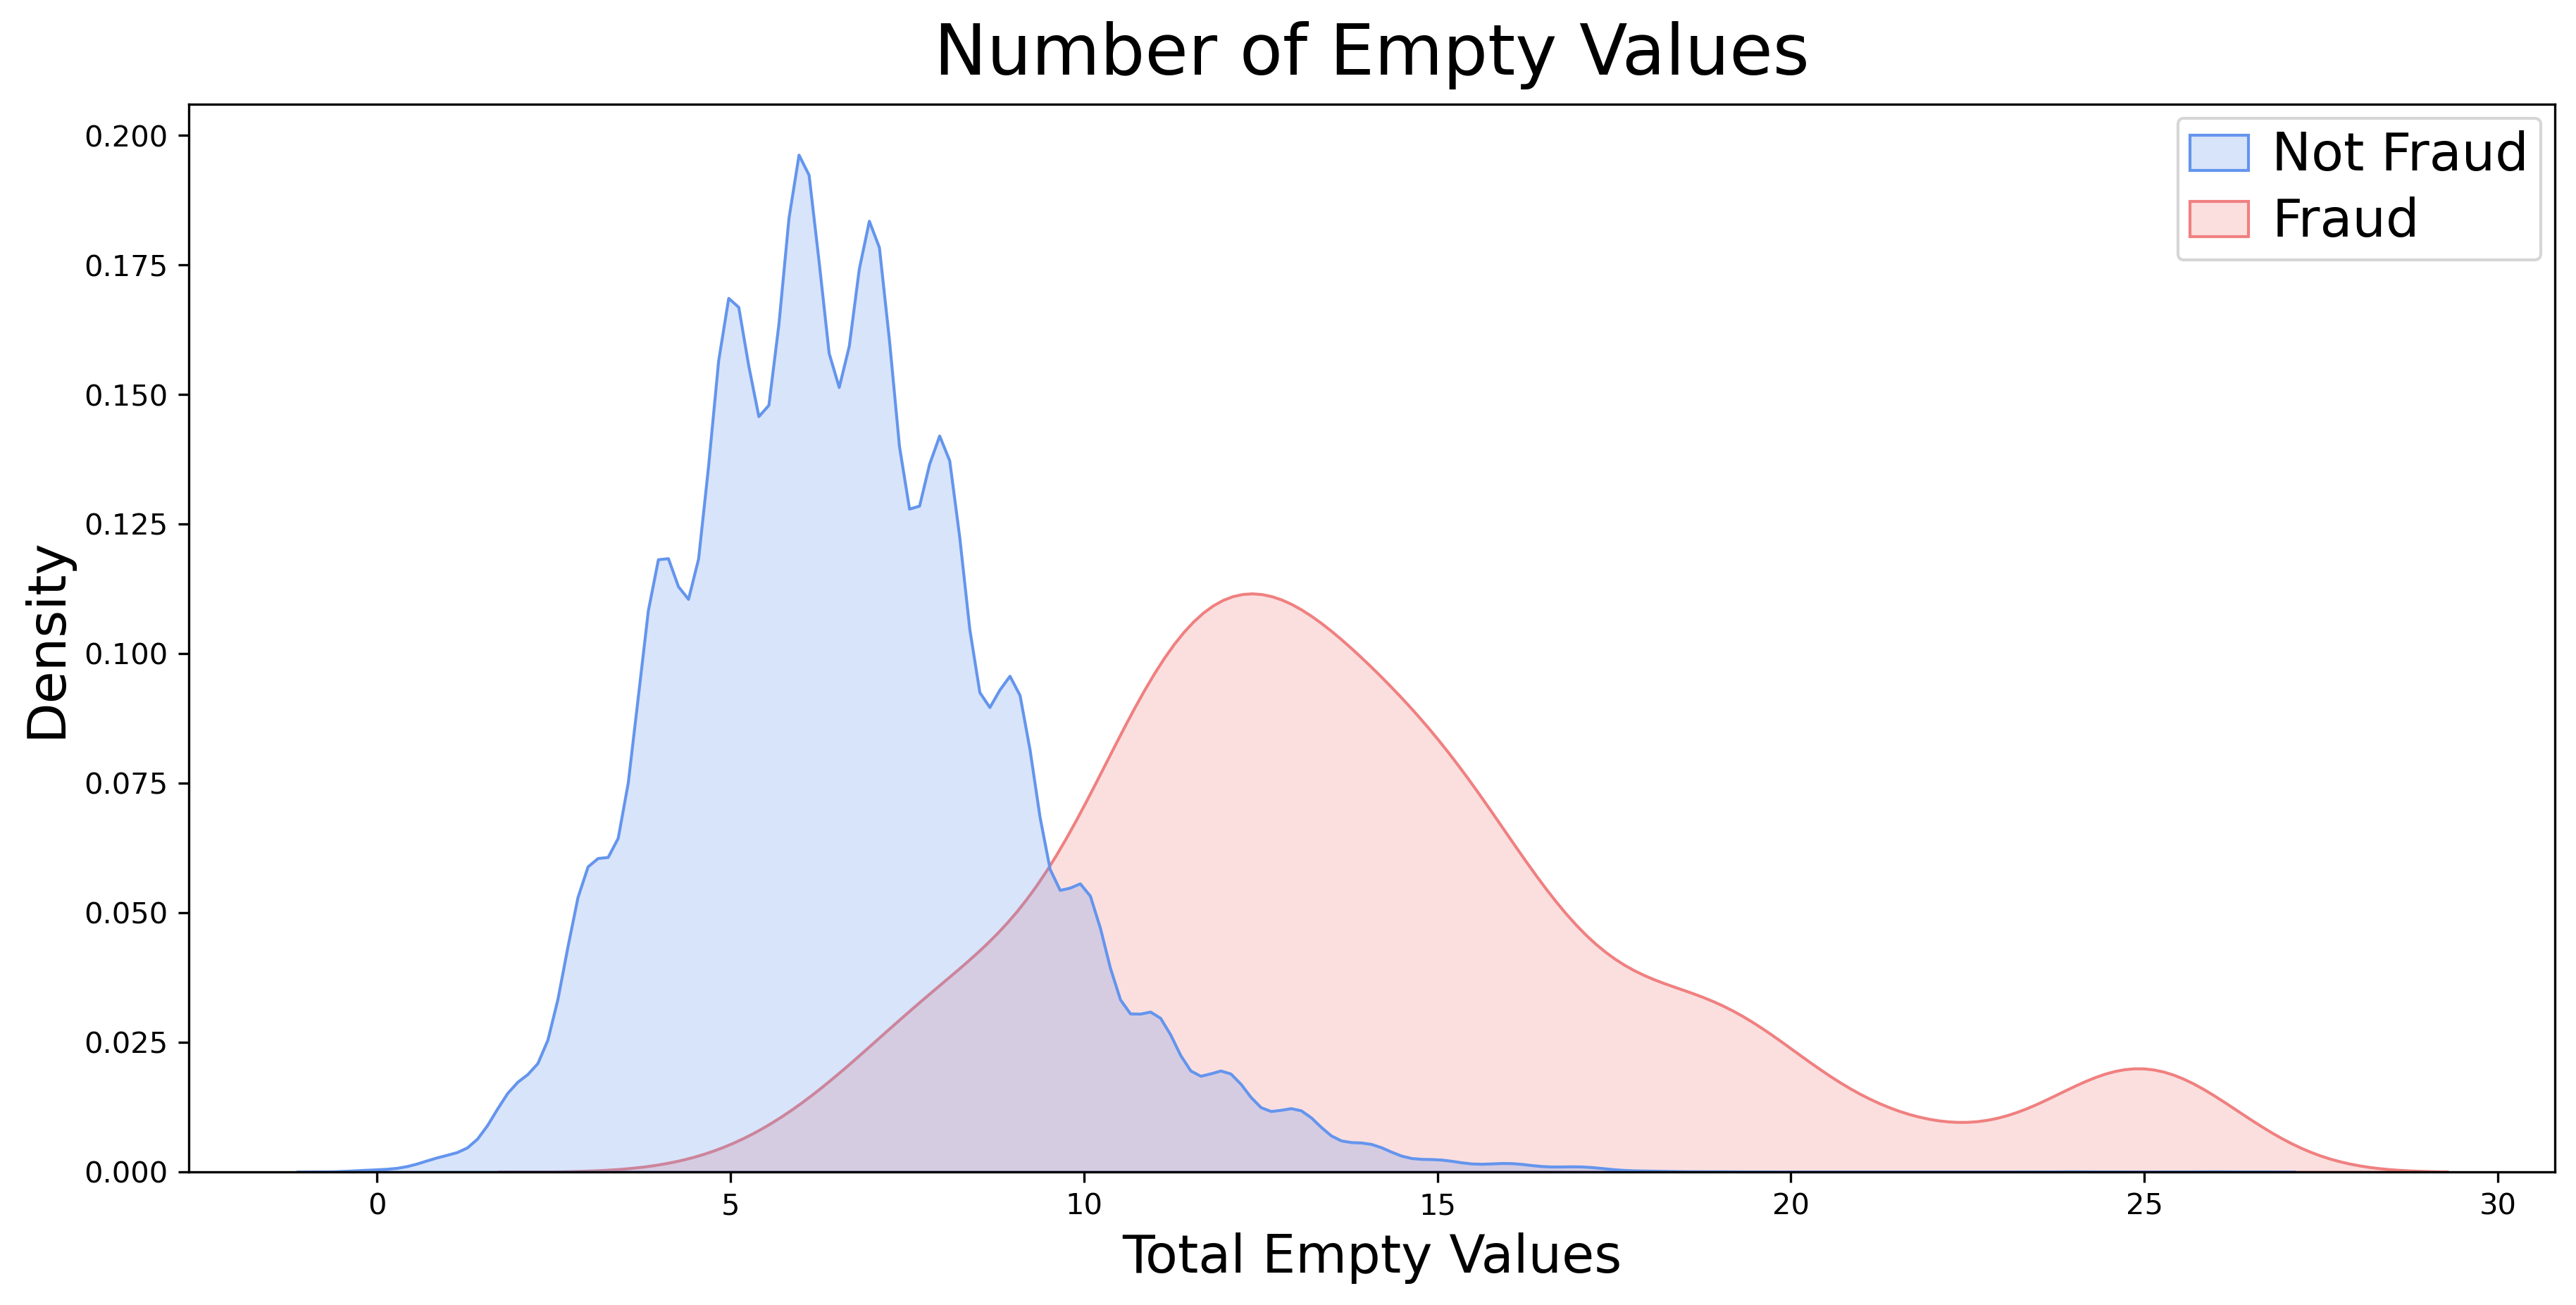 Number of Empty Values
Not Fraud
Fraud
Density
0.200
0.175
0.150
0.125
0.100
0.075
0.050
0.025
0.000
0 5 10 15 20 25 30
Total Empty Values